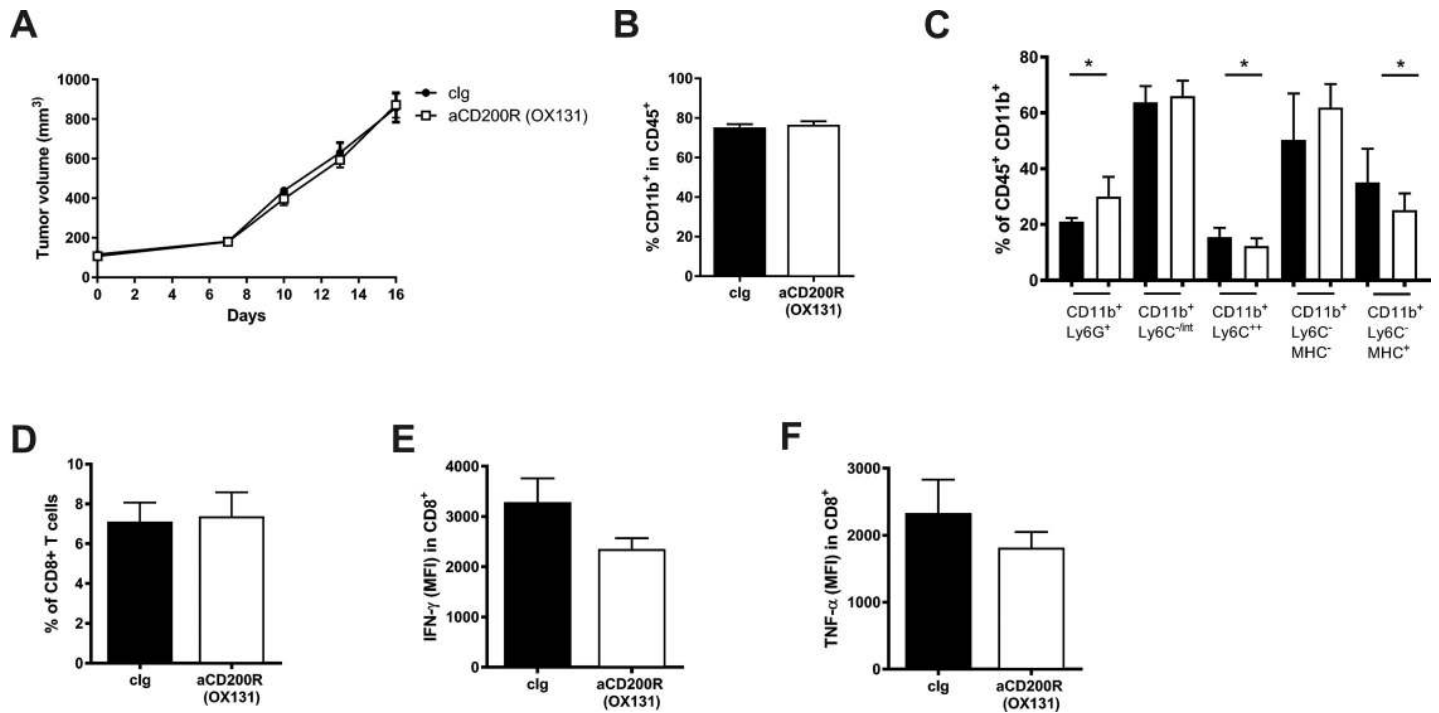 A
Tumor volume (mm³)
1000
800
600
400
200
0
0 2 4 6 8 10 12 14 16
Days
cIg
aCD200R (OX131)
B
% CD11b⁺ in CD45⁺
100
80
60
40
20
0
cIg
aCD200R
(OX131)
C
% of CD45⁺ CD11b⁺
80
60
40
20
0
* * *
CD11b⁺
Ly6G⁺
CD11b⁺
Ly6C⁻/ⁱⁿᵗ
CD11b⁺
Ly6C⁺⁺
CD11b⁺
Ly6C⁻
MHC⁻
CD11b⁺
Ly6C⁻
MHC⁺
D
% of CD8+ T cells
10
8
6
4
2
0
cIg
aCD200R
(OX131)
E
IFN-γ (MFI) in CD8⁺
4000
3000
2000
1000
0
cIg
aCD200R
(OX131)
F
TNF-α (MFI) in CD8⁺
3000
2000
1000
0
cIg
aCD200R
(OX131)